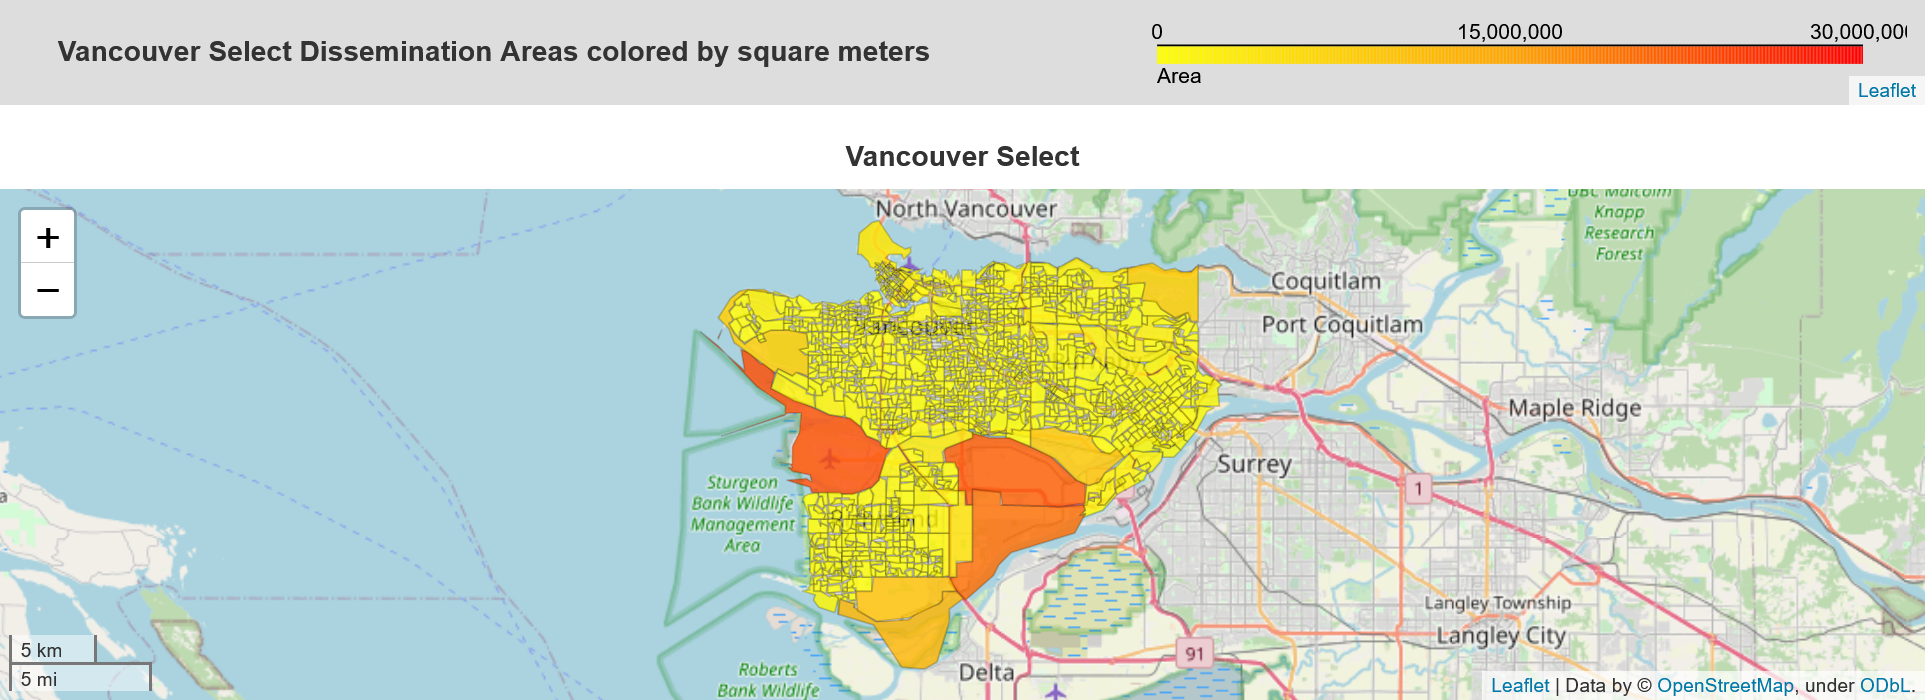 Vancouver Select Dissemination Areas colored by square meters
0 15,000,000 30,000,00
Area
Leaflet
Vancouver Select
+
−
North Vancouver
UBC Malcolm
Knapp
Research
Forest
Coquitlam
Port Coquitlam
Maple Ridge
Surrey
1
Sturgeon
Bank Wildlife
Management
Area
Langley Township
Langley City
91
Delta
Roberts
Bank Wildlife
5 km
5 mi
Leaflet | Data by © OpenStreetMap, under ODbL.